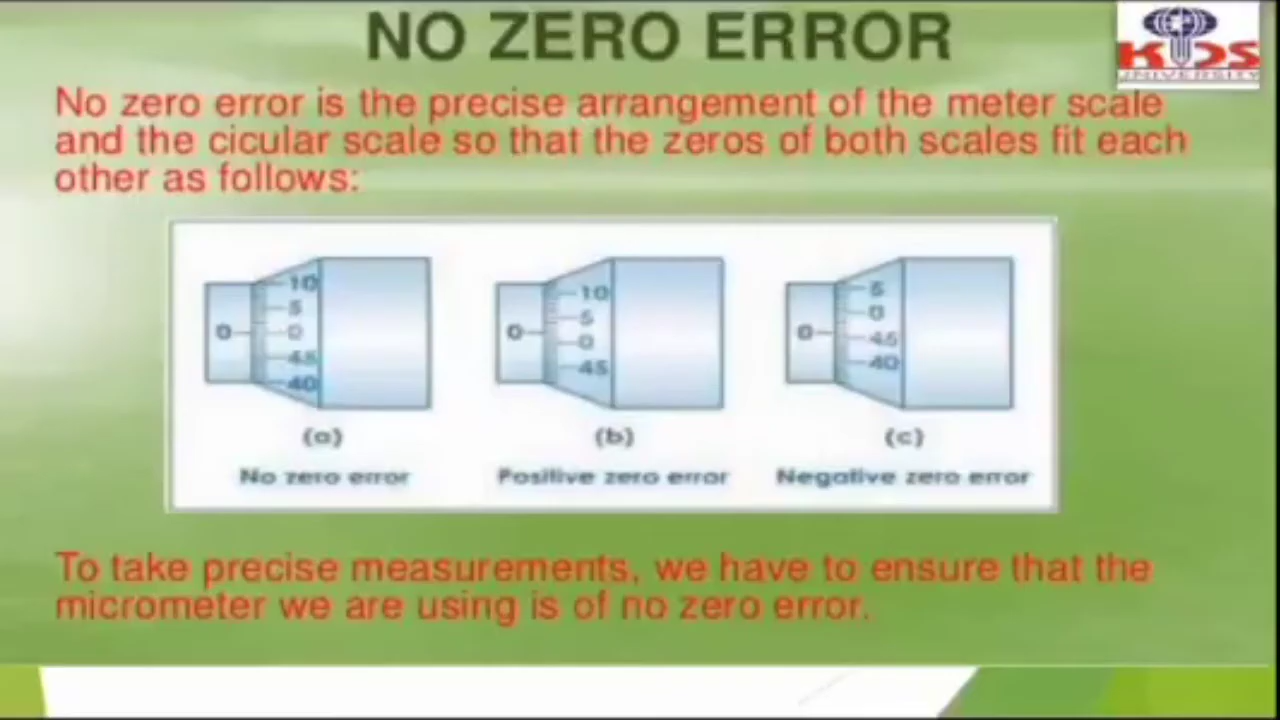 NO ZERO ERROR
KIDS
UNIVERSITY
No zero error is the precise arrangement of the meter scale
and the cicular scale so that the zeros of both scales fit each
other as follows:
0 10 5 0 45 40
0 10 5 0 45
0 5 0 45 40
(a) (b) (c)
No zero error Positive zero error Negative zero error
To take precise measurements, we have to ensure that the
micrometer we are using is of no zero error.